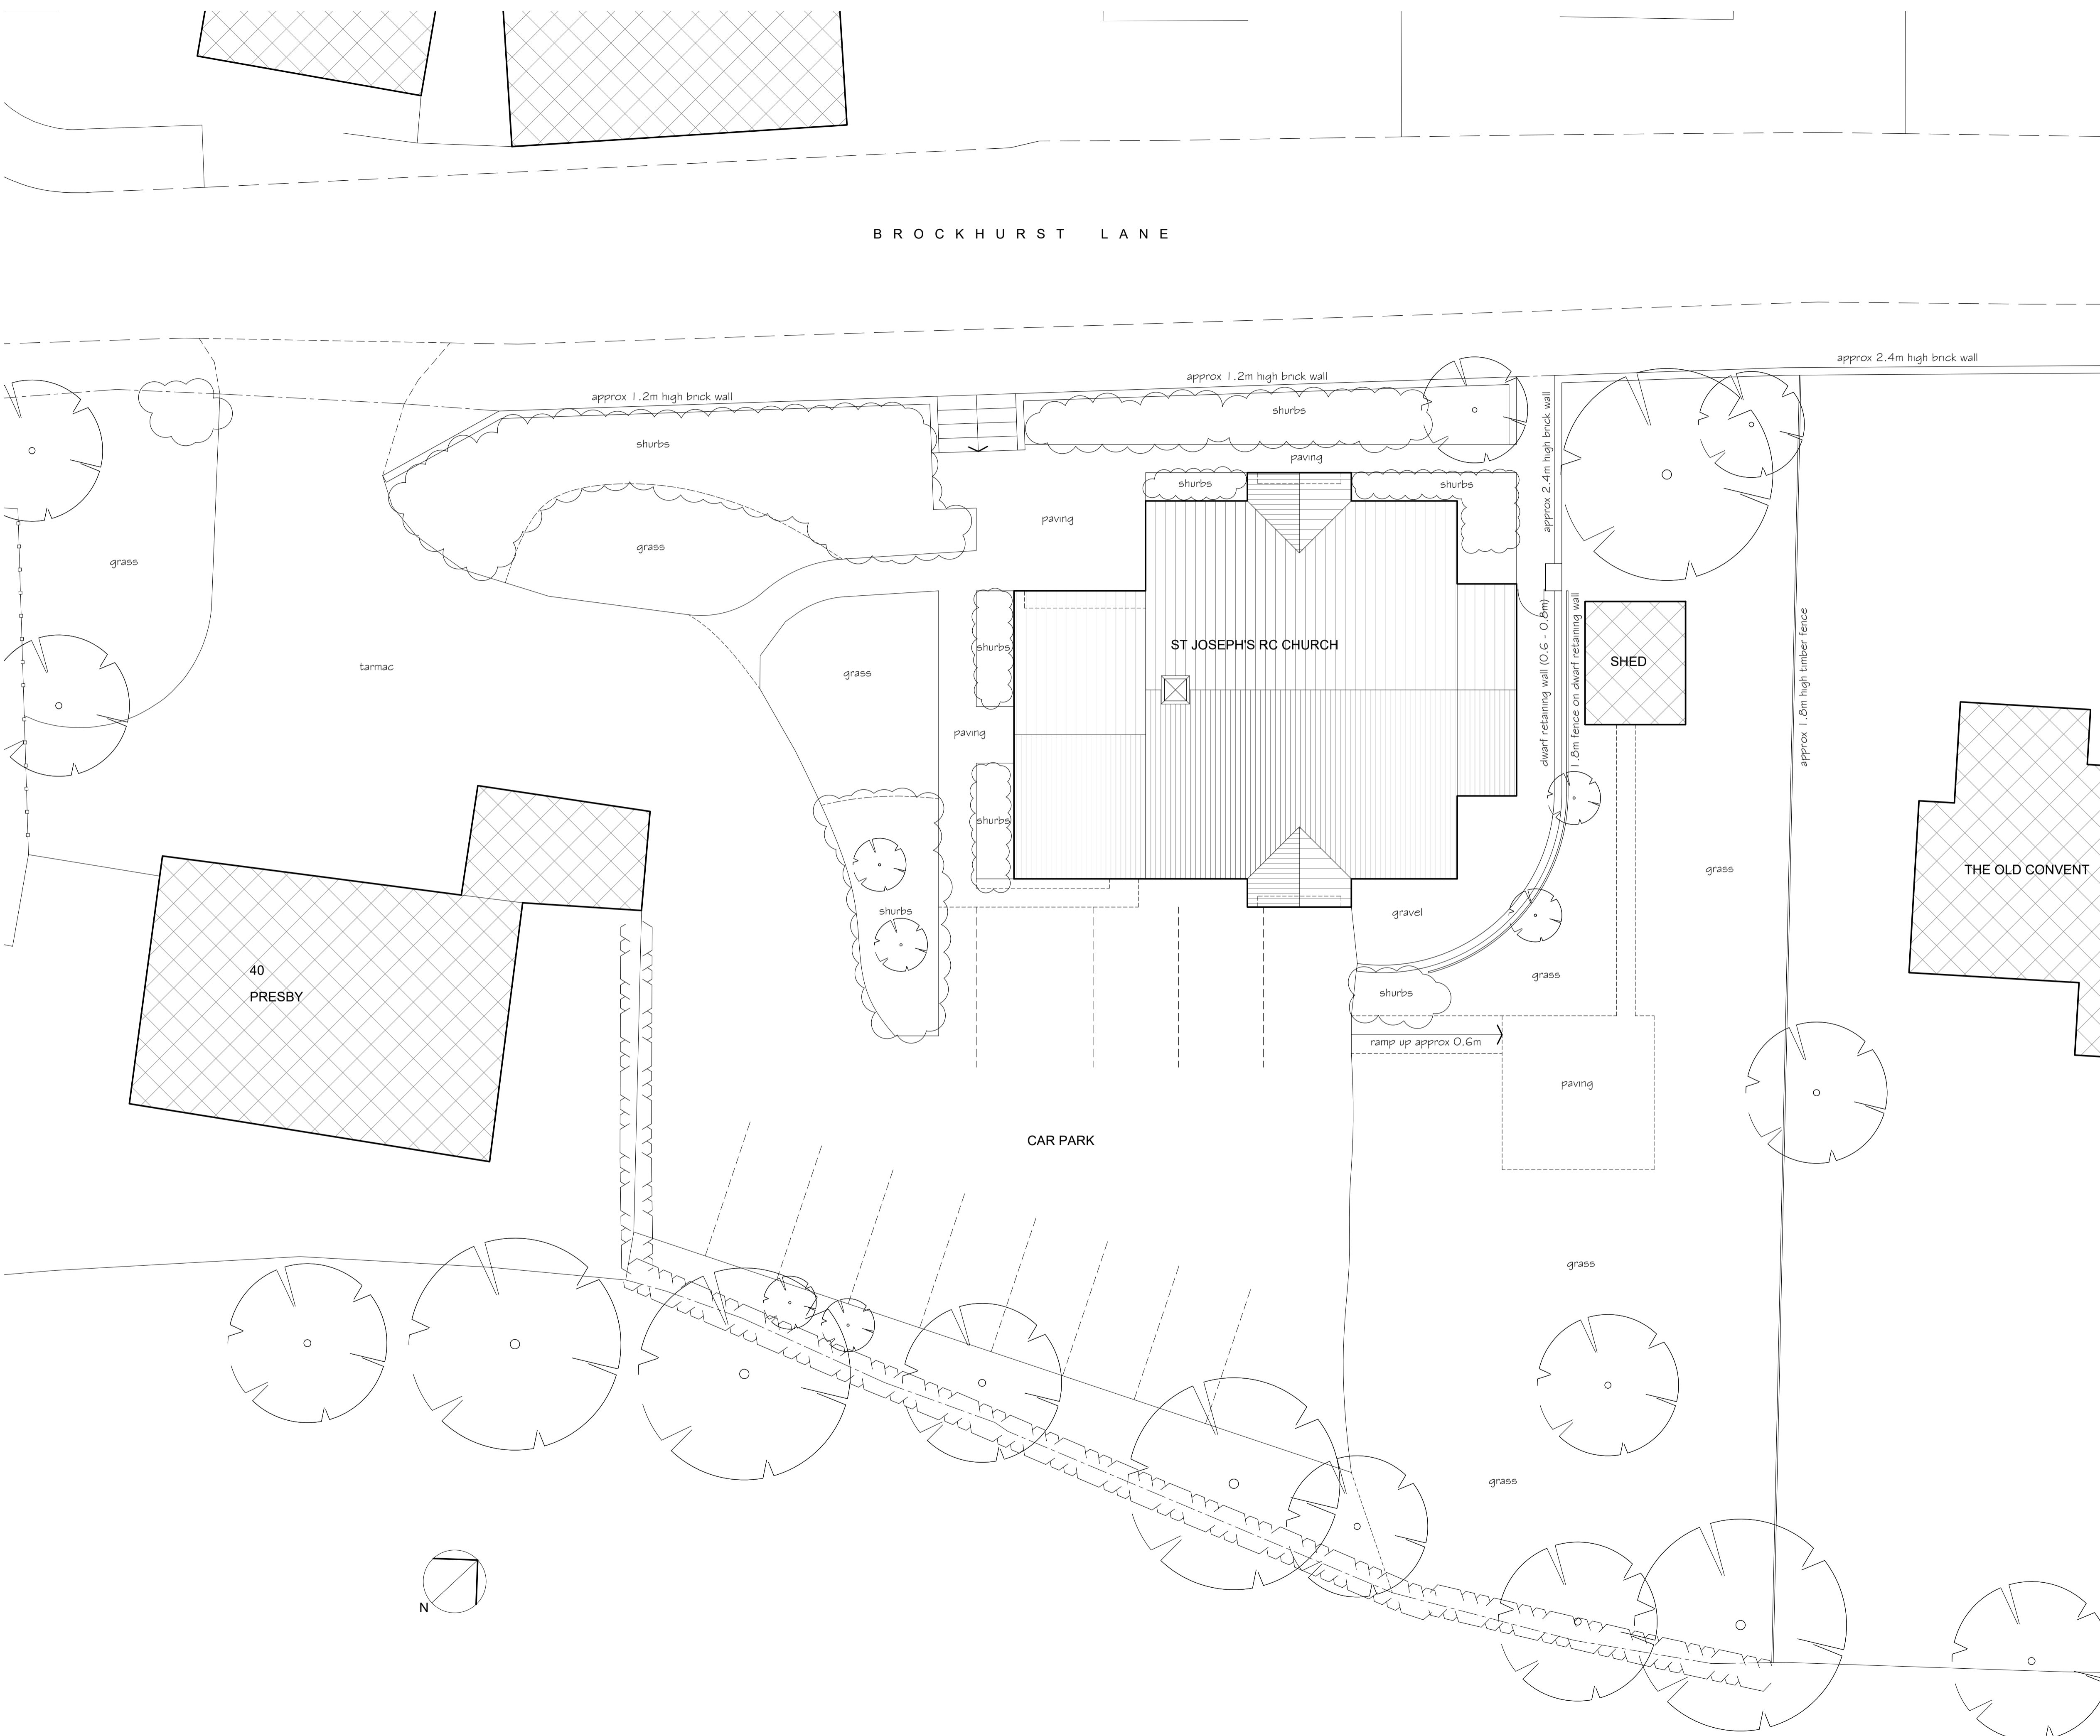 BROCKHURST LANE
approx 2.4m high brick wall
approx 1.2m high brick wall
approx 1.2m high brick wall
shurbs
shurbs
approx 2.4m high brick wall
paving
shurbs
shurbs
paving
grass
grass
ST JOSEPH'S RC CHURCH
shurbs
dwarf retaining wall (0.6 - 0.8m)
1.8m fence on dwarf retaining wall
SHED
approx 1.8m high timber fence
tarmac
grass
paving
shurbs
grass
THE OLD CONVENT
shurbs
gravel
40
PRESBY
grass
shurbs
ramp up approx 0.6m
paving
CAR PARK
grass
grass
N